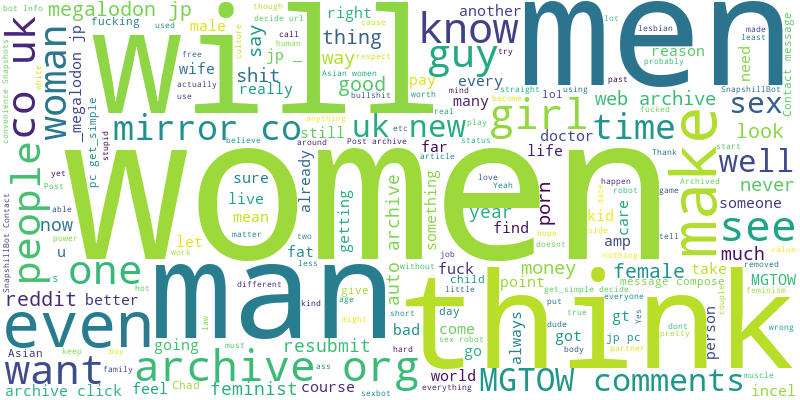 bot Info
megalodon jp
fucking
though
decide url
call
human
right
another
cause
respect
lot
lesbian
used
made
least
will
men
know
guy
convenience Snapshots
co uk
woman
_megalodon jp
male
free
wife
shit
actually
use
say
jp _
really
culture
Asian women
thing
way
good
bullshit
pay
worth
every
mind
many
reason
probably
need
try
past
SnapshillBot
Contact message
white
pc get_simple
stupid
mirror co
uk new
girl
time
straight
become
using
lol
web archive
fucked
sex
look
anything
real
play
doctor
believe
still
etc
status
around
Post archive
article
far
life
Thank
start
yet
Post
people
women
make
well
never
see
already
sure
live
mean
matter
two
fat
less
getting
auto archive
something
love
Yeah
year
find
porn
happen
robot
kid
date
side
care
Archived
game
someone
tell
SnapshillBot Contact
able
now
power
u
s
let
work
one
man
hope
doesnt
amp
nothing
much
value
without
job
fuck
child
little
money
point
get_simple decide
female
message compose
take
removed
couple
MGTOW
feminism
reddit
better
hot
different
kind
give
age
might
short
bad
day
come
go
put
true
dude
body
everyone
Yes
gt
got
jp pc
partner
person
dont
pretty
wrong
even
think
Asian
keep
buy
going
law
must
resubmit
hard
sex robot
always
want
family
archive org
ass
world
everything
MGTOW comments
muscle
archive click
feel
Chad
feminist
course
sexbot
incel